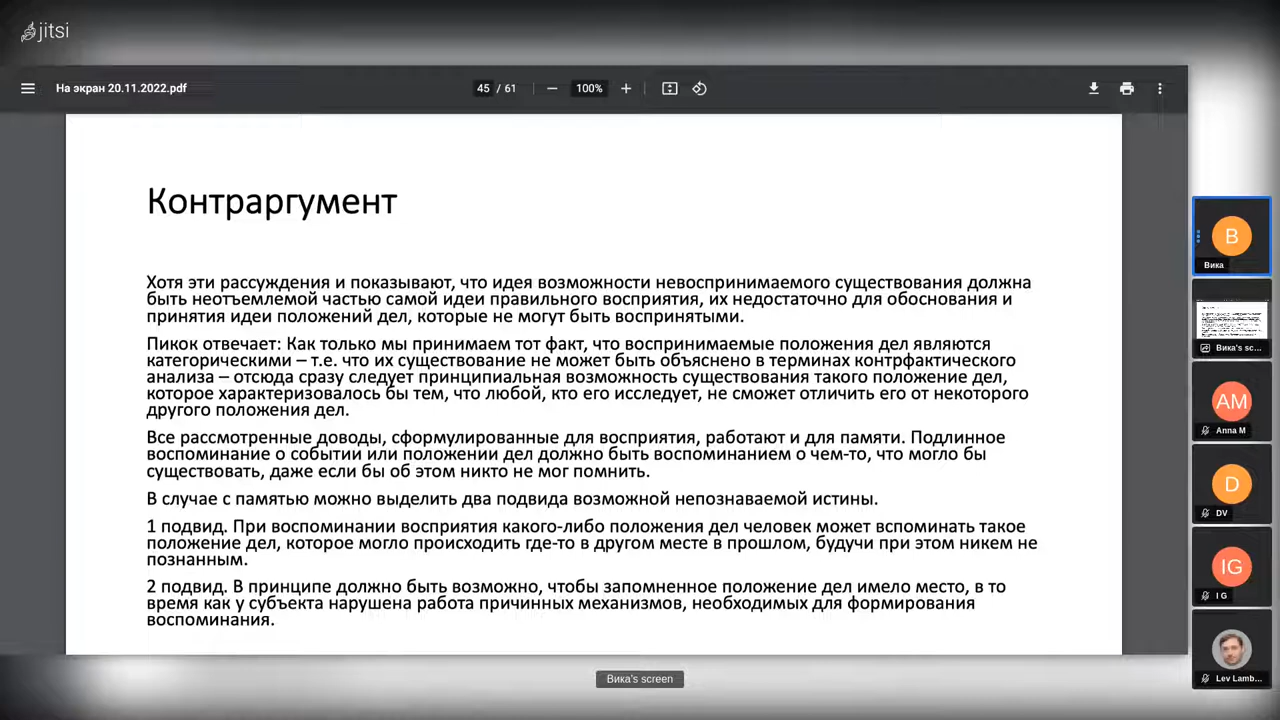 jitsi
На экран 20.11.2022.pdf
45 / 61
100%
Контраргумент
Хотя эти рассуждения и показывают, что идея возможности невоспринимаемого существования должна
быть неотъемлемой частью самой идеи правильного восприятия, их недостаточно для обоснования и
принятия идеи положений дел, которые не могут быть воспринятыми.
Пикок отвечает: Как только мы принимаем тот факт, что воспринимаемые положения дел являются
категорическими – т.е. что их существование не может быть объяснено в терминах контрфактического
анализа – отсюда сразу следует принципиальная возможность существования такого положение дел,
которое характеризовалось бы тем, что любой, кто его исследует, не сможет отличить его от некоторого
другого положения дел.
Все рассмотренные доводы, сформулированные для восприятия, работают и для памяти. Подлинное
воспоминание о событии или положении дел должно быть воспоминанием о чем-то, что могло бы
существовать, даже если бы об этом никто не мог помнить.
В случае с памятью можно выделить два подвида возможной непознаваемой истины.
1 подвид. При воспоминании восприятия какого-либо положения дел человек может вспоминать такое
положение дел, которое могло происходить где-то в другом месте в прошлом, будучи при этом никем не
познанным.
2 подвид. В принципе должно быть возможно, чтобы запомненное положение дел имело место, в то
время как у субъекта нарушена работа причинных механизмов, необходимых для формирования
воспоминания.
Вика's screen
B
Вика
Вика's sc...
AM
Anna M
D
DV
IG
I G
Lev Lamb...